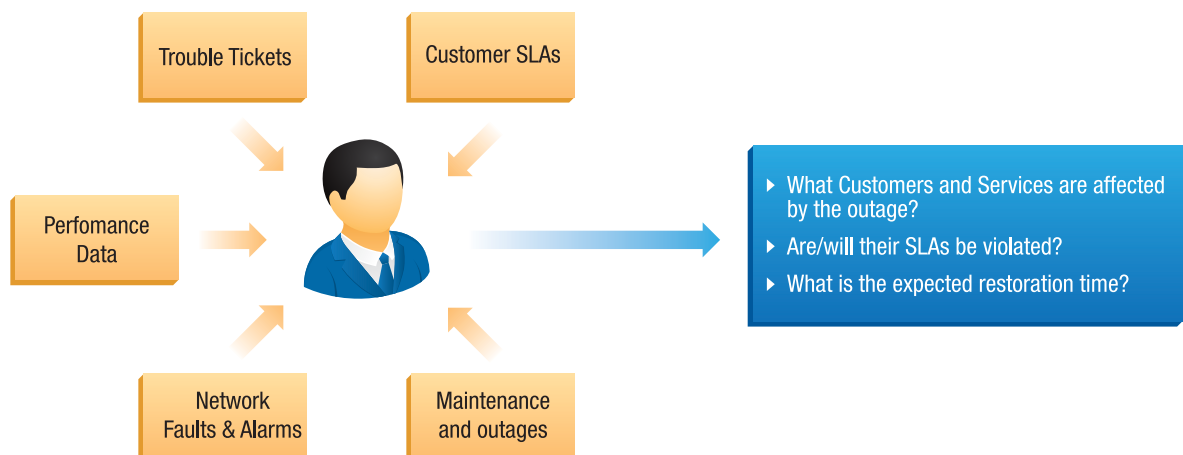 Trouble Tickets
Customer SLAs
Perfomance
Data
Network
Faults & Alarms
Maintenance
and outages
What Customers and Services are affected
by the outage?
Are/will their SLAs be violated?
What is the expected restoration time?